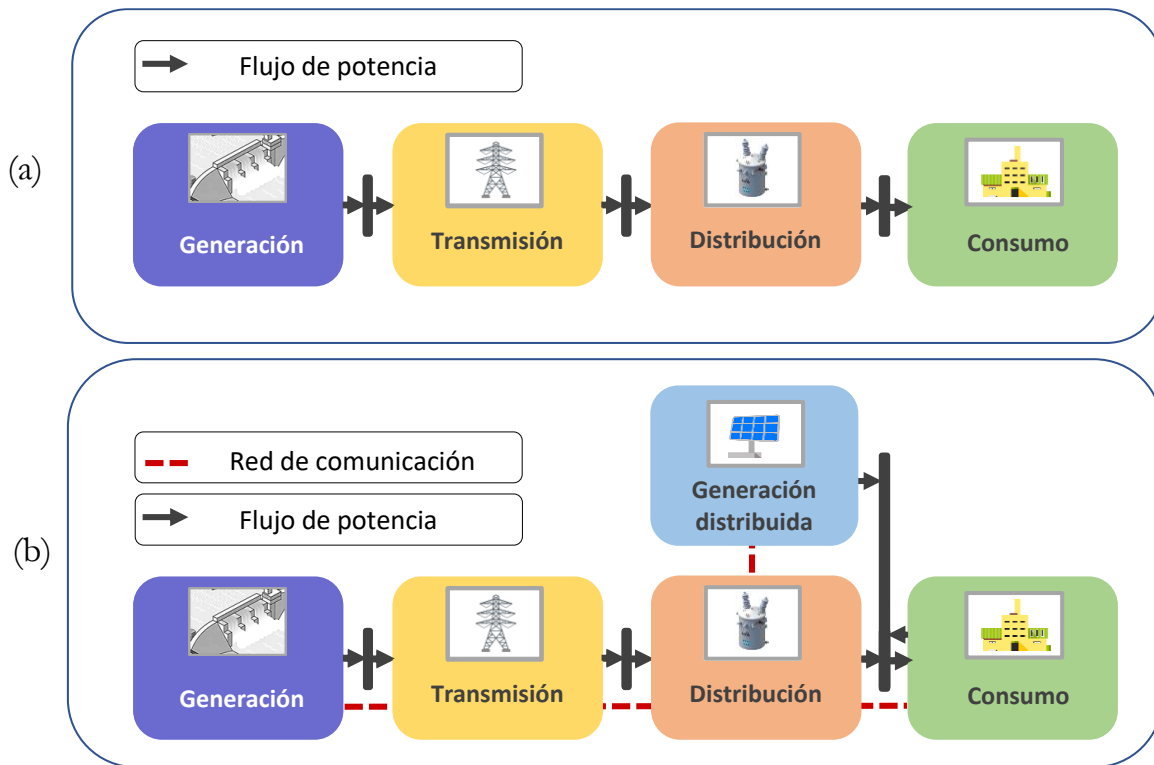 (a)
Flujo de potencia
Generación
Transmisión
Distribución
Consumo
(b)
Red de comunicación
Flujo de potencia
Generación
distribuida
Generación
Transmisión
Distribución
Consumo